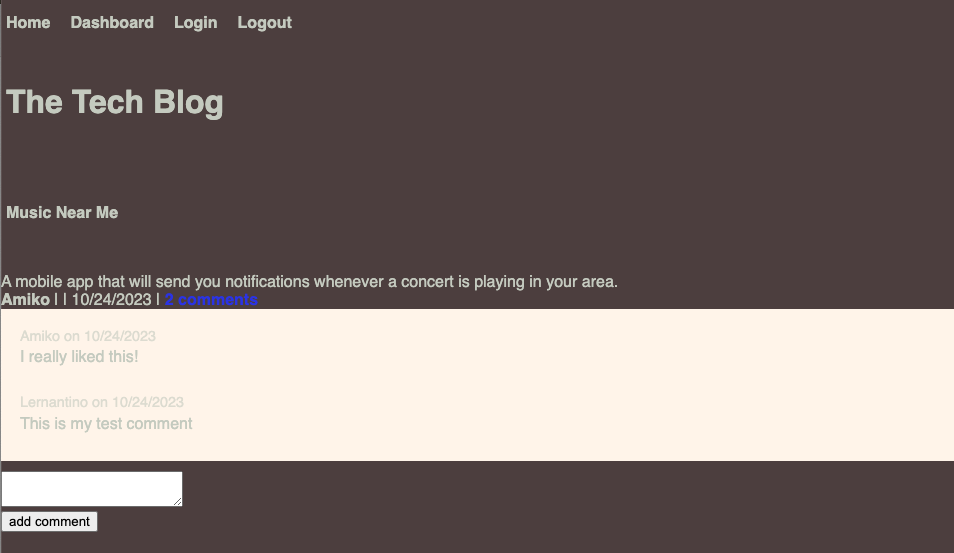 Home Dashboard Login Logout
The Tech Blog
Music Near Me
A mobile app that will send you notifications whenever a concert is playing in your area.
Amiko | | 10/24/2023 | 2 comments
Amiko on 10/24/2023
I really liked this!
Lernantino on 10/24/2023
This is my test comment
add comment